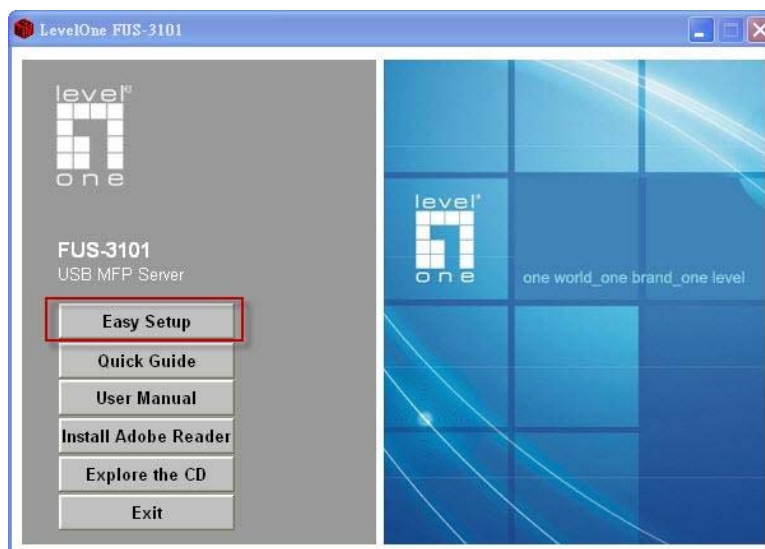 LevelOne FUS-3101
level®
one
FUS-3101
USB MFP Server
Easy Setup
Quick Guide
User Manual
Install Adobe Reader
Explore the CD
Exit
level®
one
one world_one brand_one level